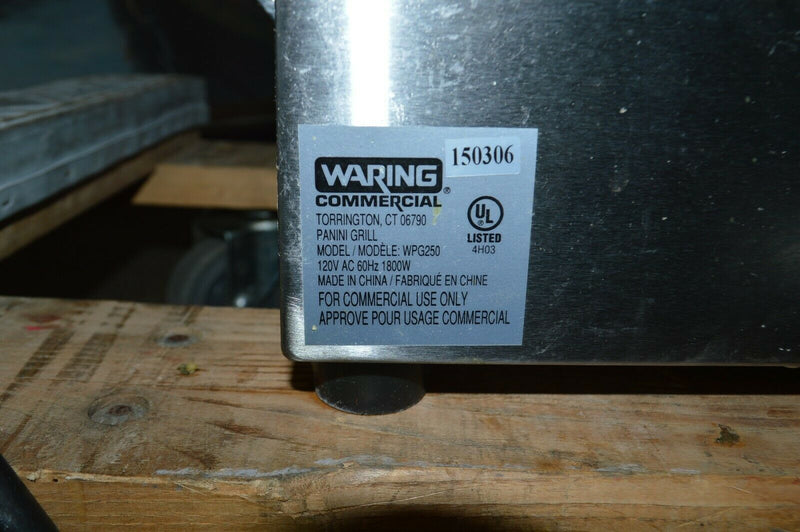 150306
WARING
®
COMMERCIAL
TORRINGTON, CT 06790
PANINI GRILL
MODEL / MODÈLE: WPG250
120V AC 60Hz 1800W
MADE IN CHINA / FABRIQUÉ EN CHINE
FOR COMMERCIAL USE ONLY
APPROVE POUR USAGE COMMERCIAL
UL
LISTED
4H03